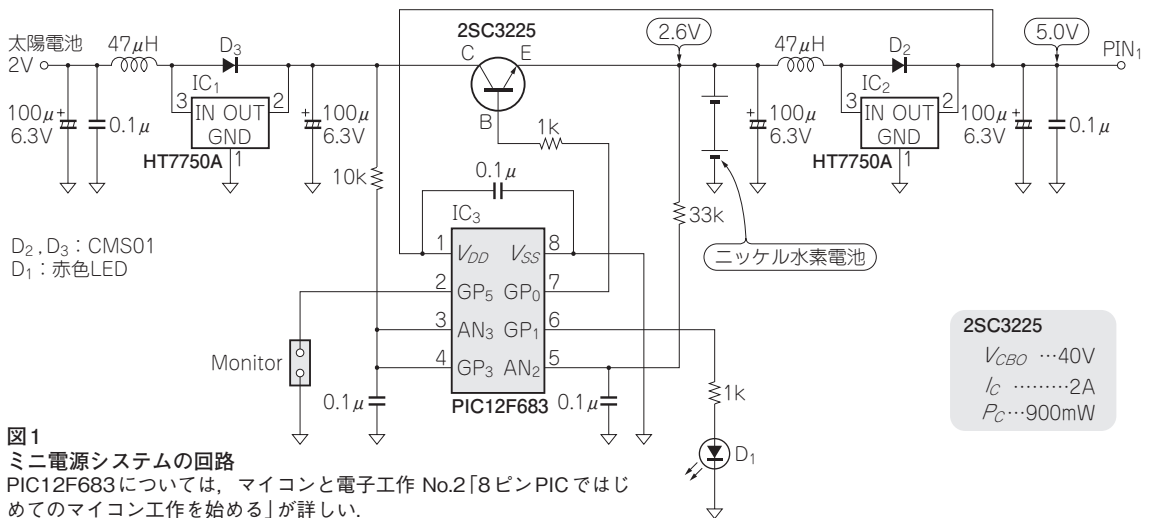 太陽電池
2V
47μH
D3
IC1
3
IN OUT
2
GND
1
HT7750A
100μ
+
6.3V
0.1μ
100μ
+
6.3V
2SC3225
C
E
B
1k
10k
0.1μ
2.6V
47μH
D2
IC2
3
IN OUT
2
GND
1
HT7750A
100μ
+
6.3V
100μ
+
6.3V
5.0V
PIN1
0.1μ
33k
ニッケル水素電池
D2, D3：CMS01
D1：赤色LED
IC3
1 VDD VSS 8
2 GP5 GP0 7
3 AN3 GP1 6
4 GP3 AN2 5
PIC12F683
Monitor
0.1μ
0.1μ
1k
D1
2SC3225
VCBO …40V
IC ………2A
PC…900mW
図1
ミニ電源システムの回路
PIC12F683については，マイコンと電子工作 No.2「8ピンPICではじ
めてのマイコン工作を始める」が詳しい．